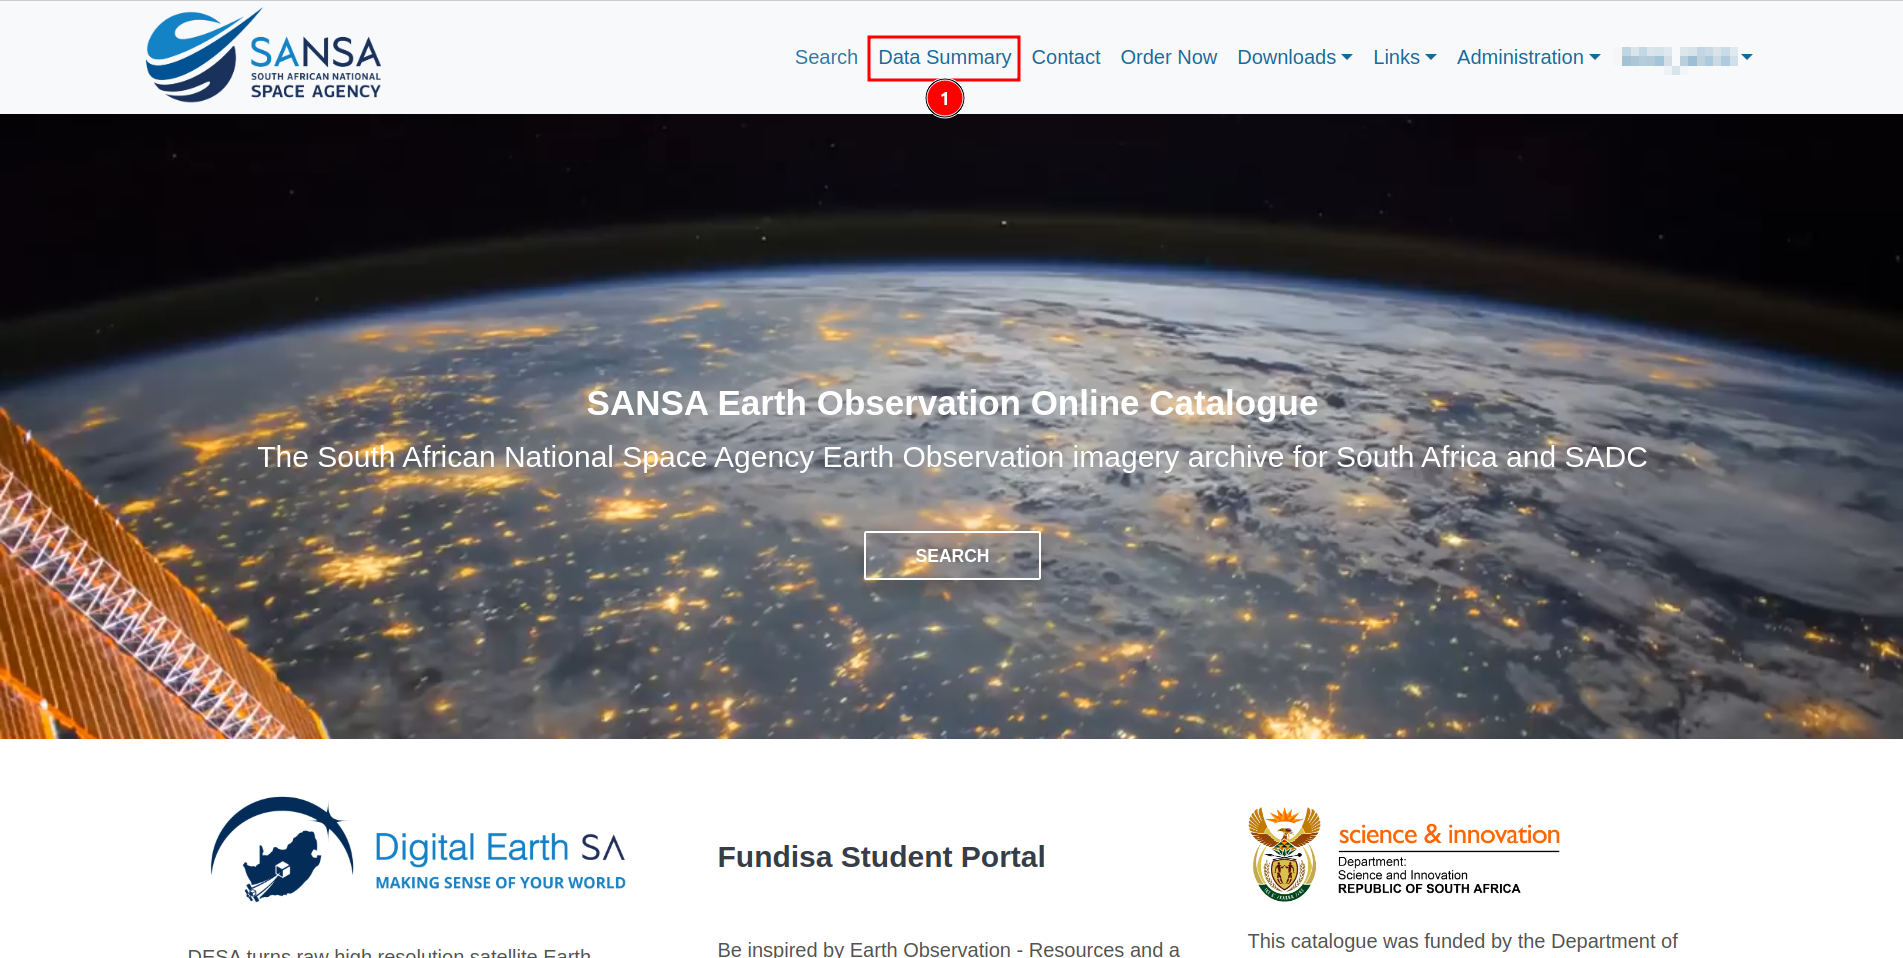 SANSA
SOUTH AFRICAN NATIONAL
SPACE AGENCY
Search Data Summary Contact Order Now Downloads Links Administration
1
SANSA Earth Observation Online Catalogue
The South African National Space Agency Earth Observation imagery archive for South Africa and SADC
SEARCH
Digital Earth SA
MAKING SENSE OF YOUR WORLD
DESA turns raw high resolution satellite Earth
Fundisa Student Portal
Be inspired by Earth Observation - Resources and a
science & innovation
Department:
Science and Innovation
REPUBLIC OF SOUTH AFRICA
This catalogue was funded by the Department of